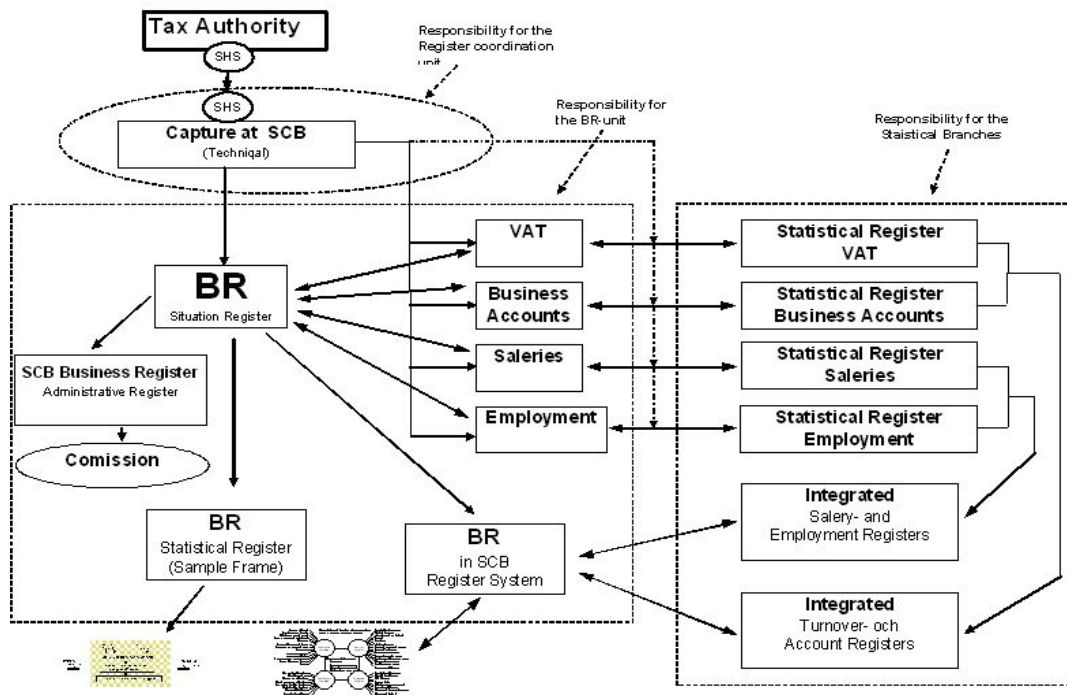 Tax Authority
SHS
SHS
Capture at SCB
(Techniqal)
Responsibility for the
Register coordination
unit
Responsibility for
the BR-unit
Responsibility for the
Staistical Branches
BR
Situation Register
SCB Business Register
Administrative Register
Comission
VAT
Business
Accounts
Saleries
Employment
Statistical Register
VAT
Statistical Register
Business Accounts
Statistical Register
Saleries
Statistical Register
Employment
BR
Statistical Register
(Sample Frame)
BR
in SCB
Register System
Integrated
Salery- and
Employment Registers
Integrated
Turnover- och
Account Registers